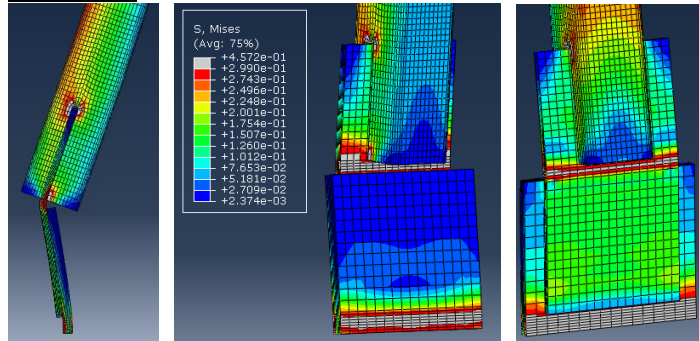 S, Mises
(Avg: 75%)
+4.572e-01
+2.990e-01
+2.743e-01
+2.496e-01
+2.248e-01
+2.001e-01
+1.754e-01
+1.507e-01
+1.260e-01
+1.012e-01
+7.653e-02
+5.181e-02
+2.709e-02
+2.374e-03